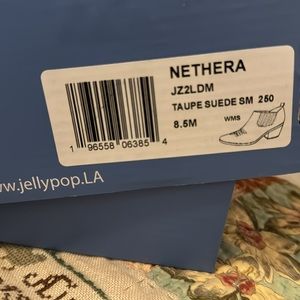 NETHERA
JZ2LDM
TAUPE SUEDE SM 250
8.5M WMS
1 96558 06385 4
www.jellypop.LA